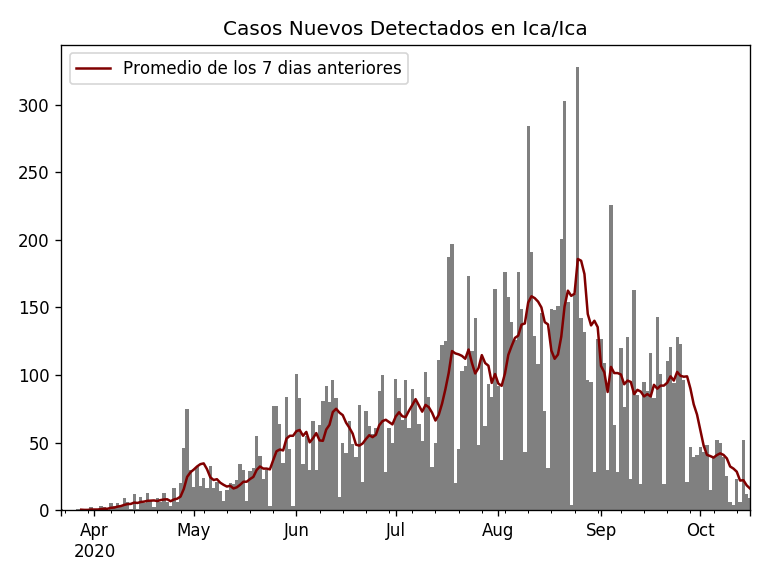 Casos Nuevos Detectados en Ica/Ica
Promedio de los 7 dias anteriores
300
250
200
150
100
50
0
Apr May Jun Jul Aug Sep Oct
2020